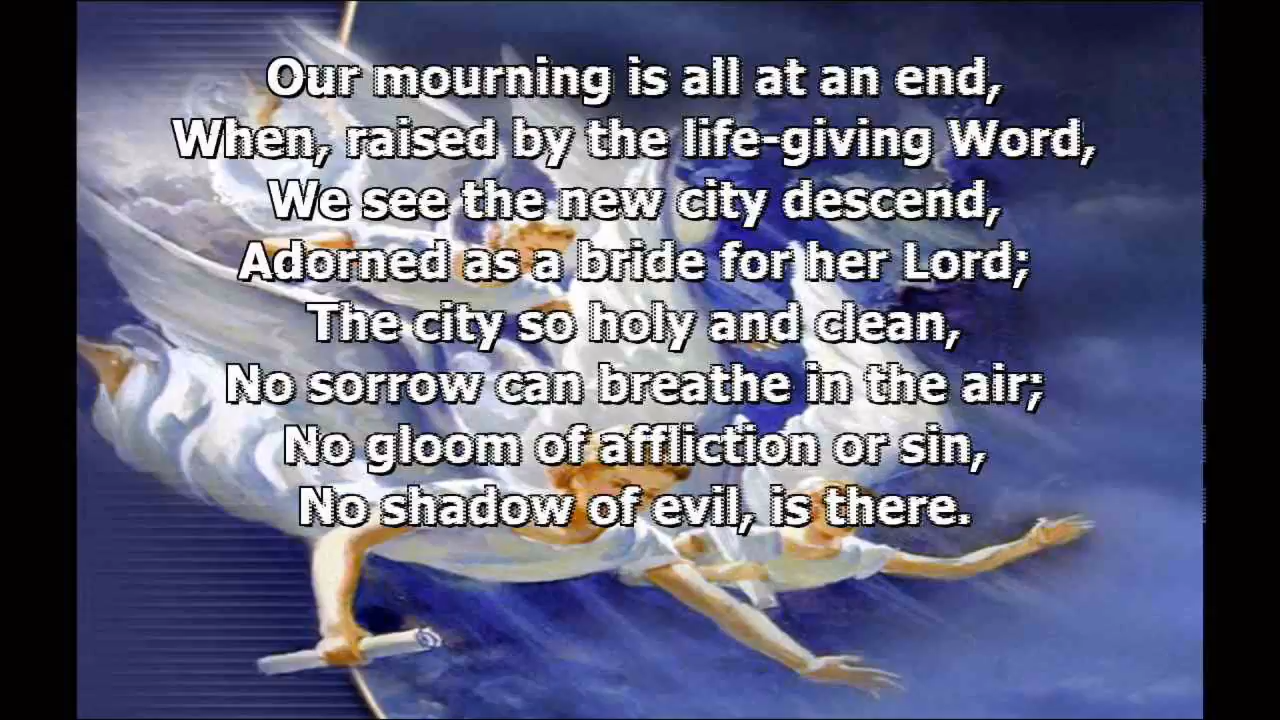 Our mourning is all at an end,
When, raised by the life-giving Word,
We see the new city descend,
Adorned as a bride for her Lord;
The city so holy and clean,
No sorrow can breathe in the air;
No gloom of affliction or sin,
No shadow of evil, is there.